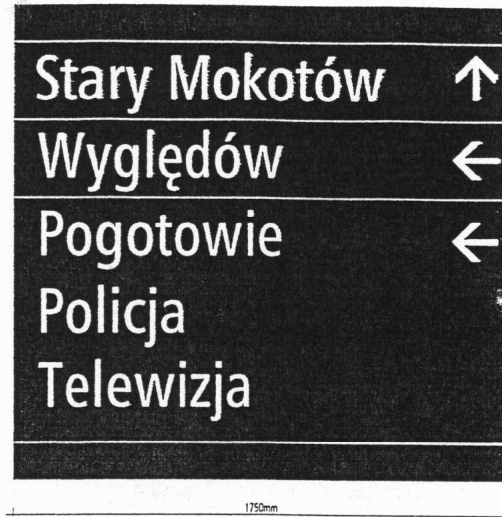 Stary Mokotów ↑
Wyględów ←
Pogotowie ←
Policja
Telewizja
1750mm